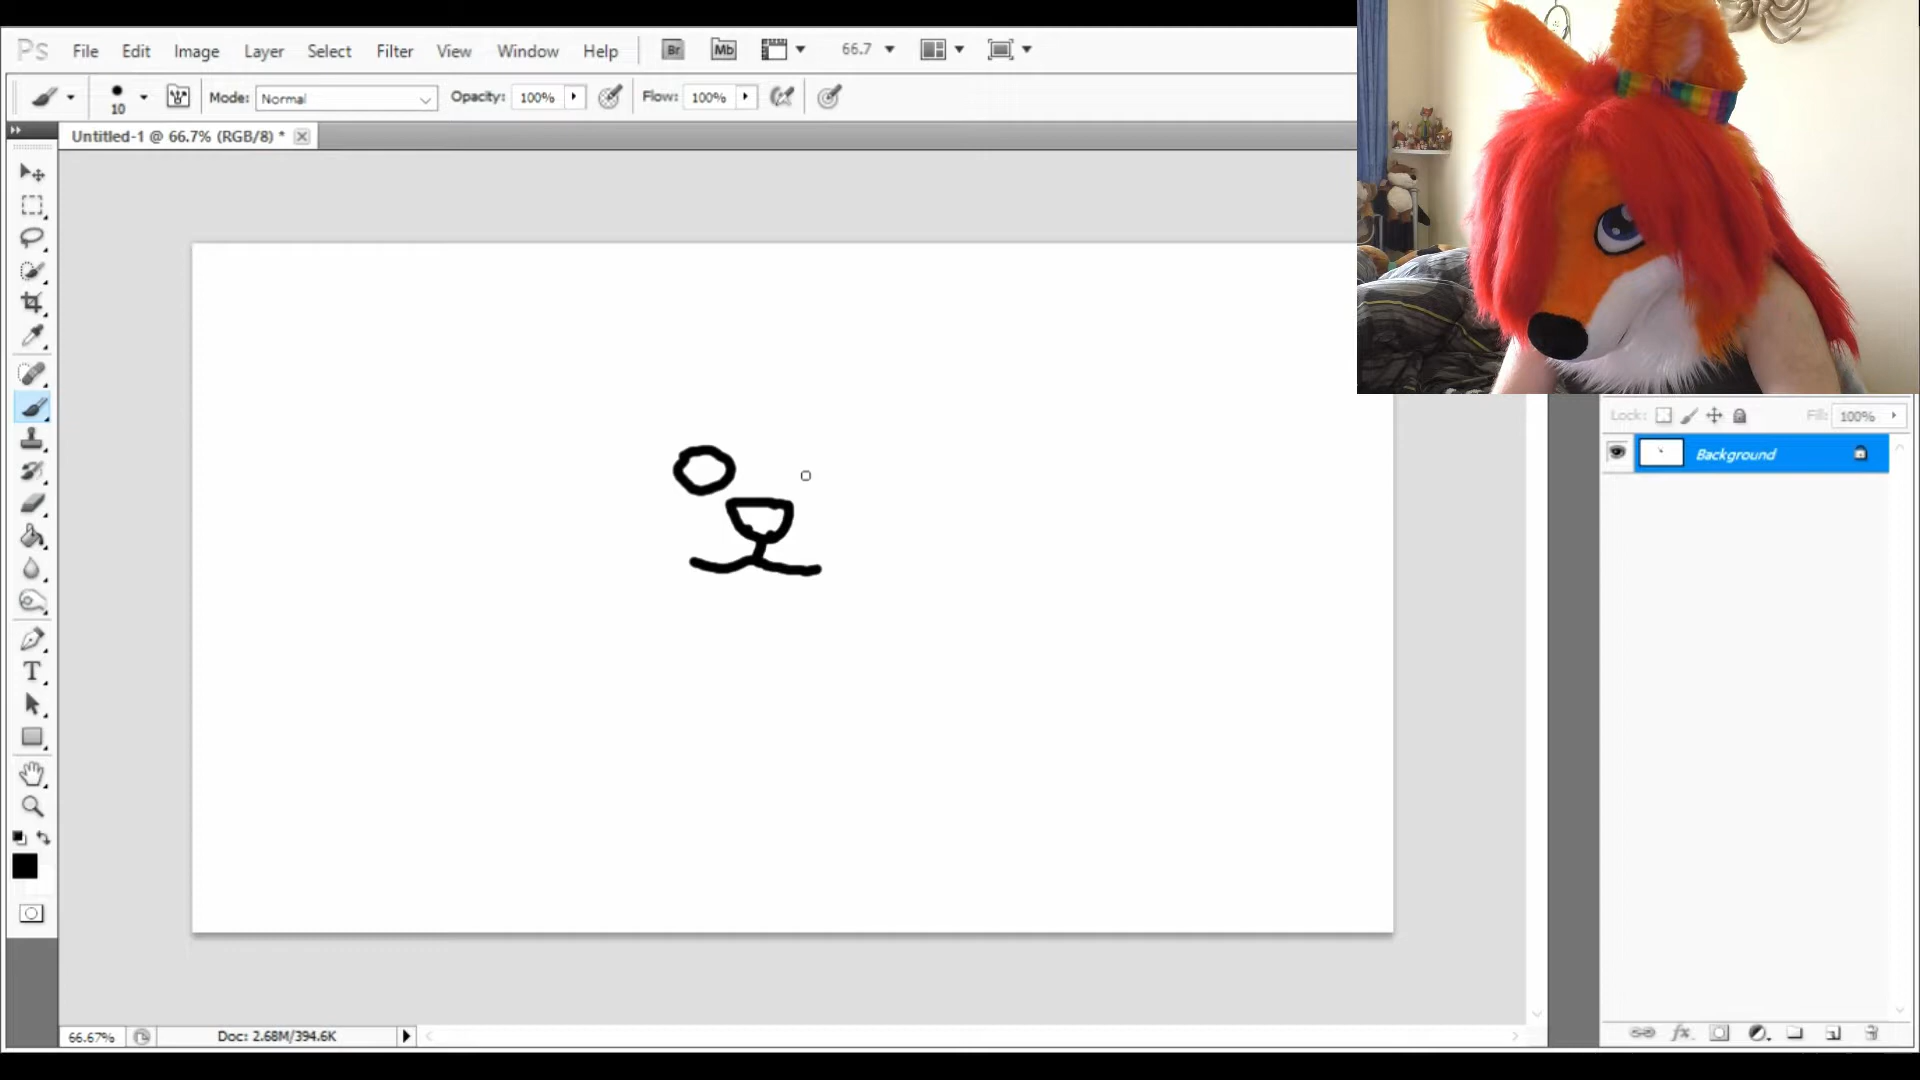 Ps File Edit Image Layer Select Filter View Window Help Br Mb 66.7
10 Mode: Normal Opacity: 100% Flow: 100%
Untitled-1 @ 66.7% (RGB/8) *
Lock: Fill: 100%
Background
T
fx
66.67% Doc: 2.68M/394.6K